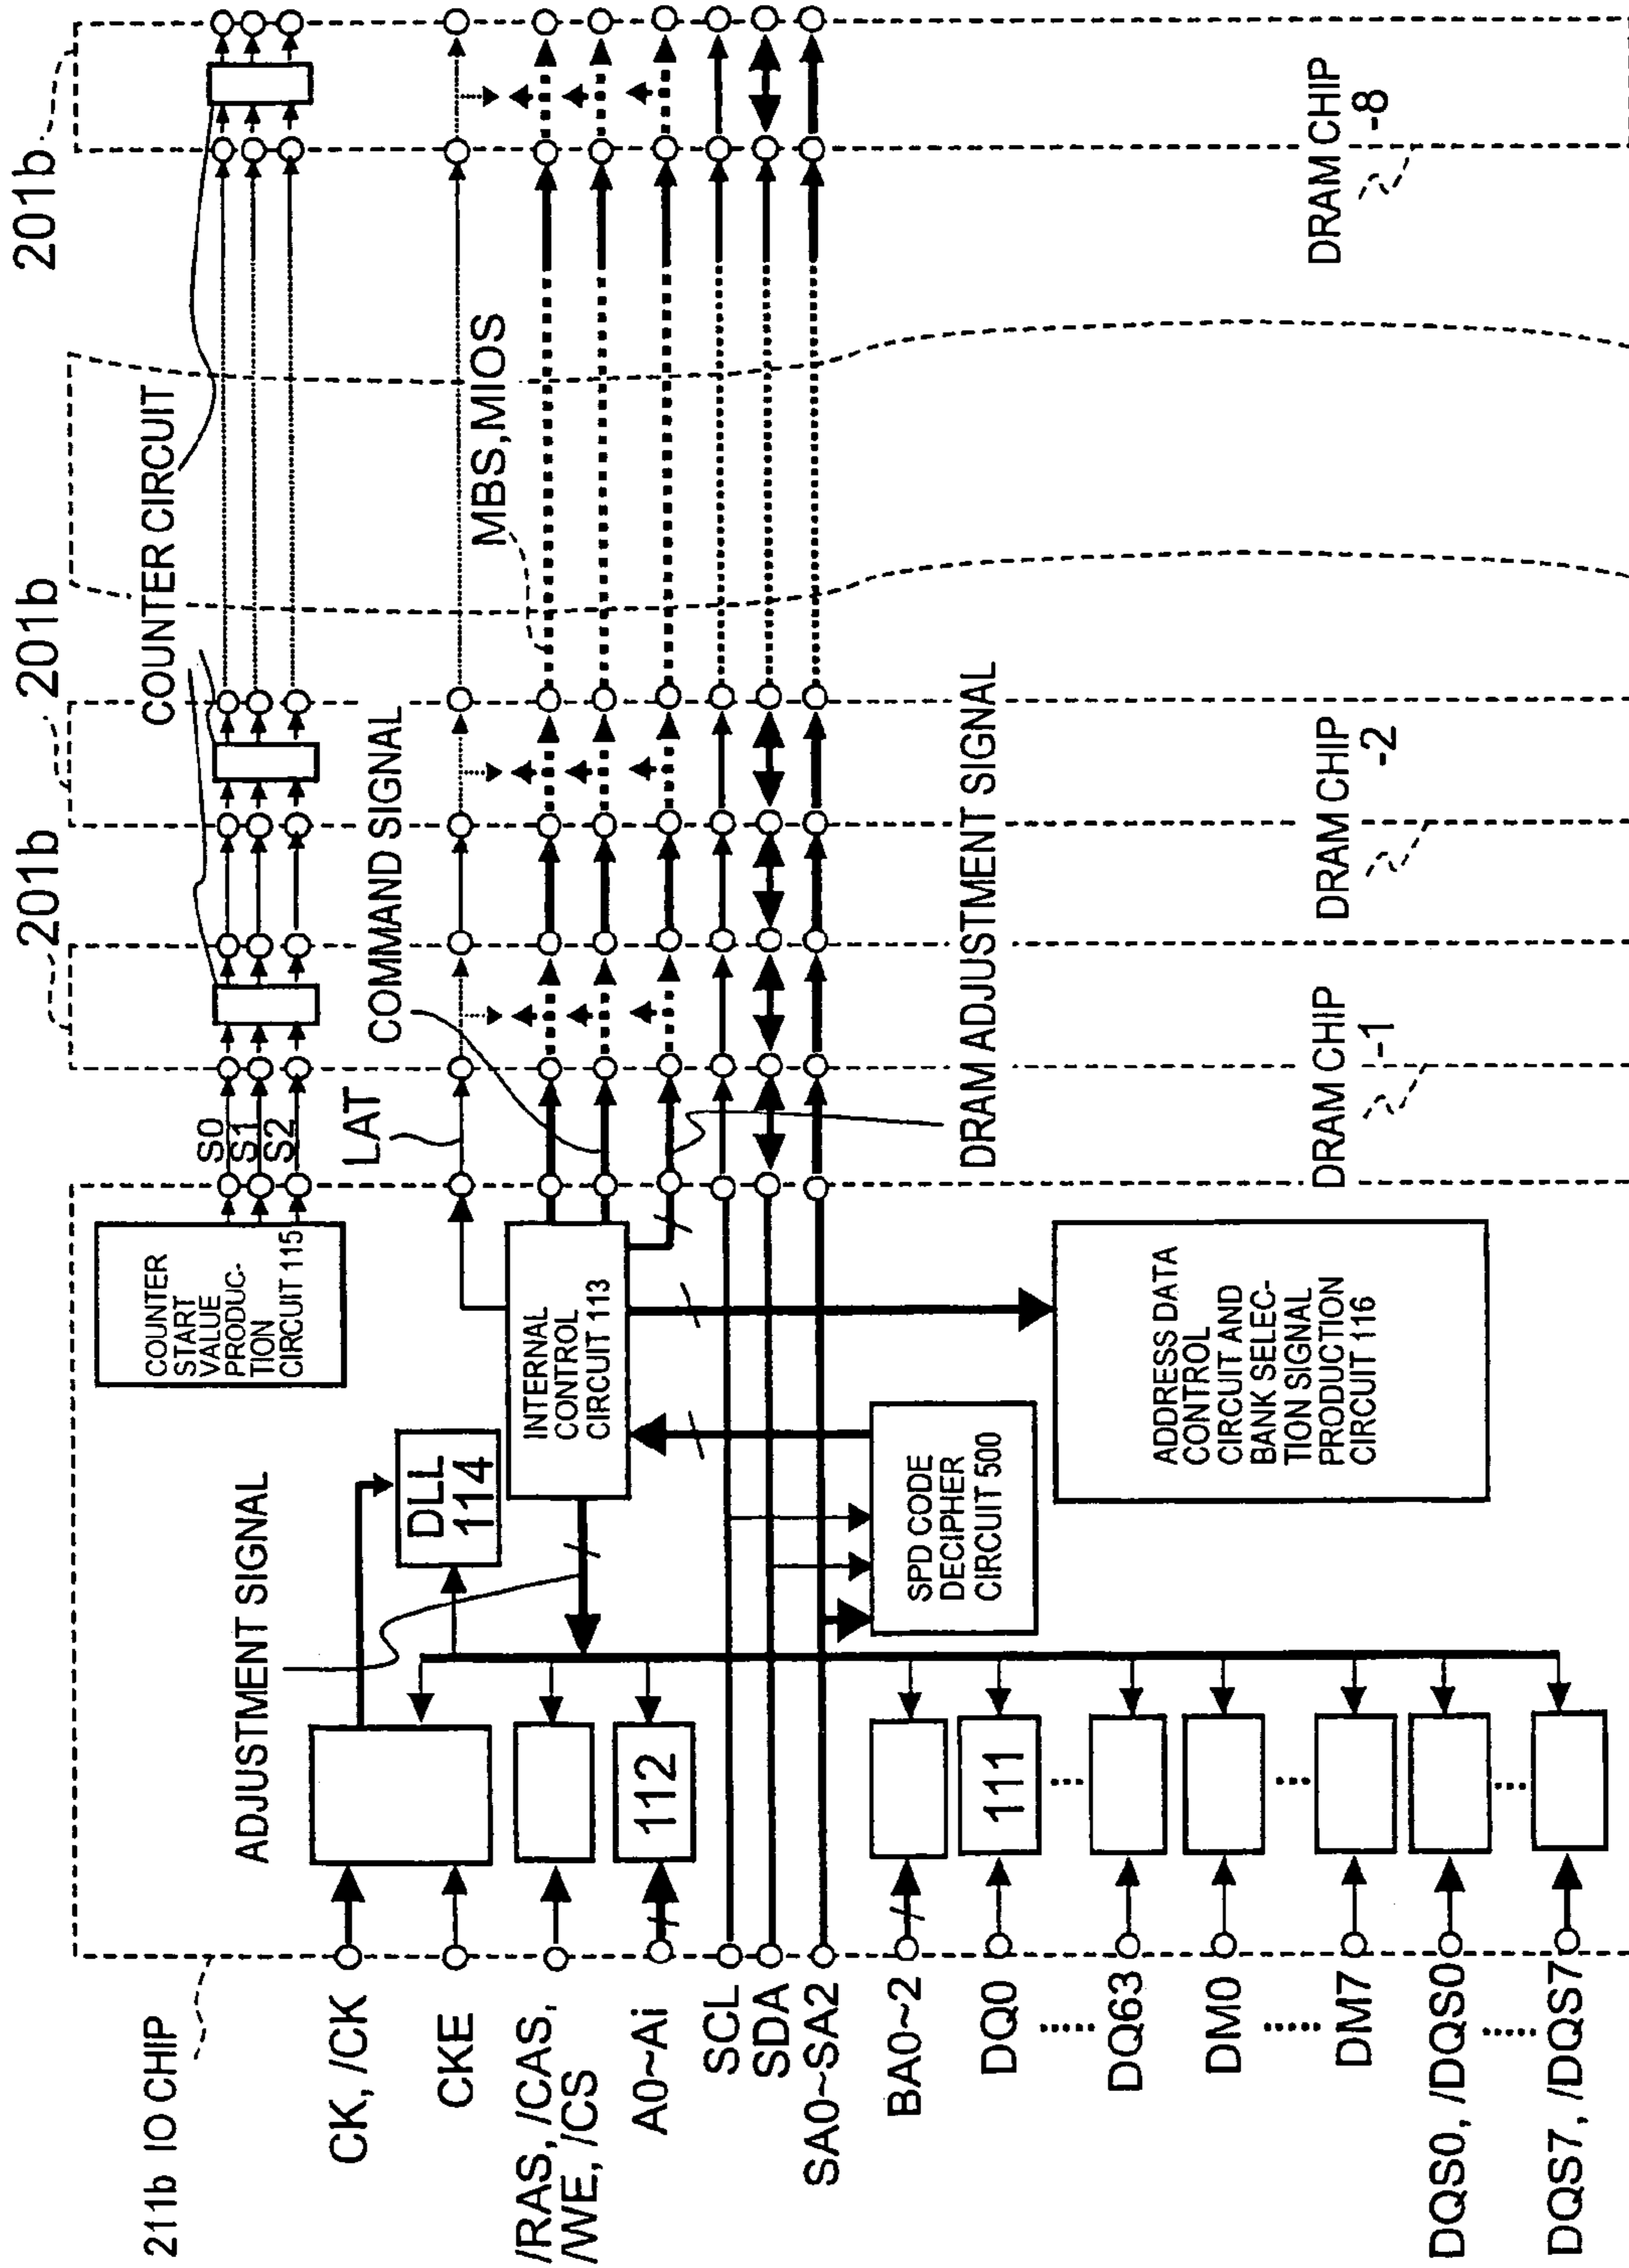 211b IO CHIP
CK, /CK
CKE
/RAS, /CAS,
/WE, /CS
A0~Ai
SCL
SDA
SA0~SA2
BA0~2
DQ0
DQ63
DM0
DM7
DQS0, /DQS0
DQS7, /DQS7
ADJUSTMENT SIGNAL
112
111
DLL
114
COUNTER
START
VALUE
PRODUC-
TION
CIRCUIT 115
INTERNAL
CONTROL
CIRCUIT 113
SPD CODE
DECIPHER
CIRCUIT 500
ADDRESS DATA
CONTROL
CIRCUIT AND
BANK SELEC-
TION SIGNAL
PRODUCTION
CIRCUIT 116
S0
S1
S2
LAT
COMMAND SIGNAL
DRAM ADJUSTMENT SIGNAL
DRAM CHIP
-1
201b
201b
COUNTER CIRCUIT
MBS,MIOS
DRAM CHIP
-2
201b
DRAM CHIP
-8